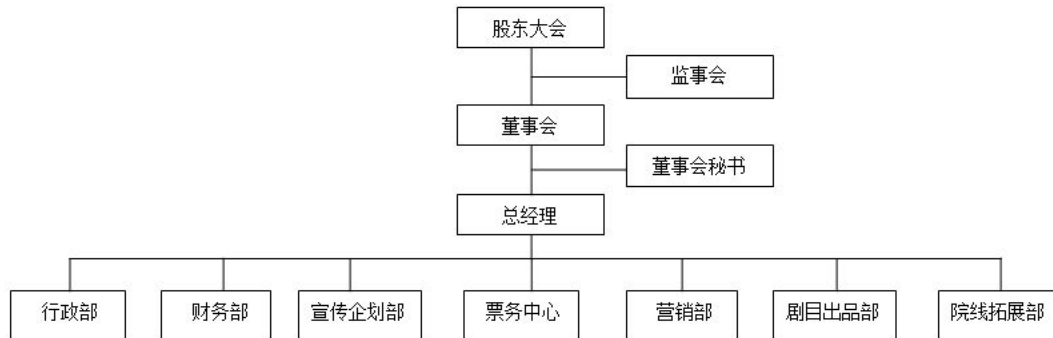 股东大会
监事会
董事会
董事会秘书
总经理
行政部
财务部
宣传企划部
票务中心
营销部
剧目出品部
院线拓展部